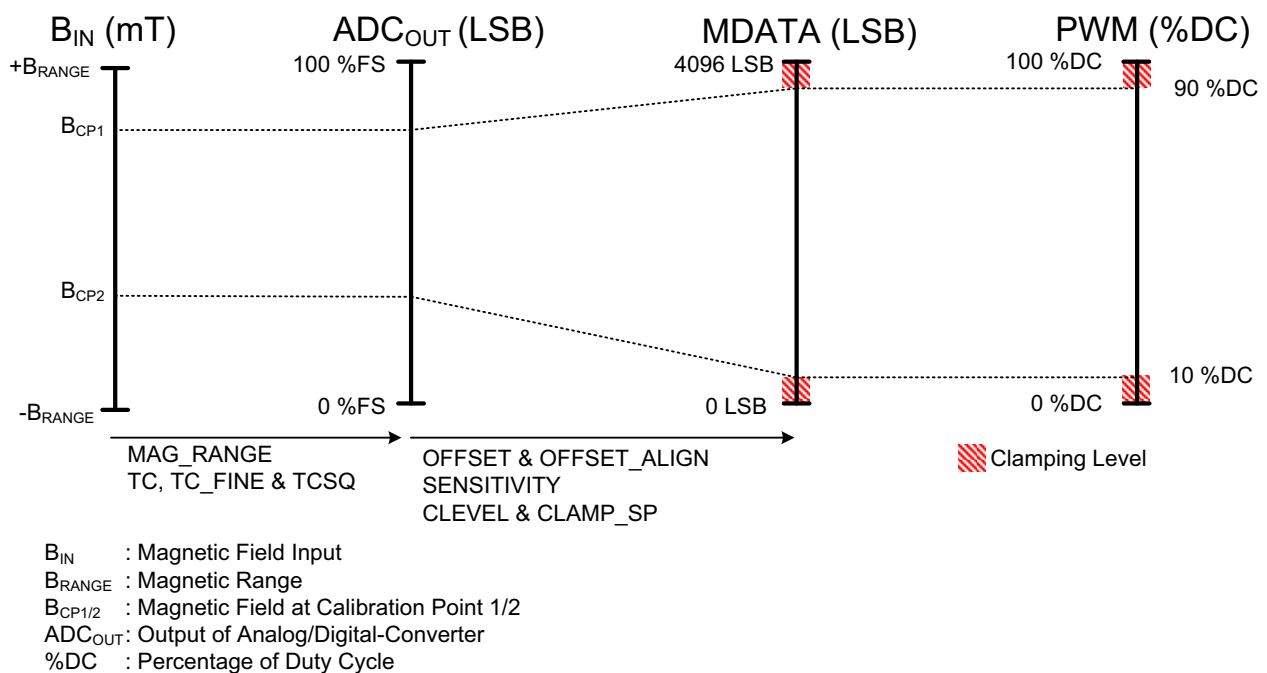 B_IN (mT) ADC_OUT (LSB) MDATA (LSB) PWM (%DC)
+B_RANGE 100 %FS 4096 LSB 100 %DC
90 %DC
B_CP1
B_CP2
10 %DC
-B_RANGE 0 %FS 0 LSB 0 %DC
MAG_RANGE
TC, TC_FINE & TCSQ
OFFSET & OFFSET_ALIGN
SENSITIVITY
CLEVEL & CLAMP_SP
Clamping Level
B_IN : Magnetic Field Input
B_RANGE : Magnetic Range
B_CP1/2 : Magnetic Field at Calibration Point 1/2
ADC_OUT : Output of Analog/Digital-Converter
%DC : Percentage of Duty Cycle